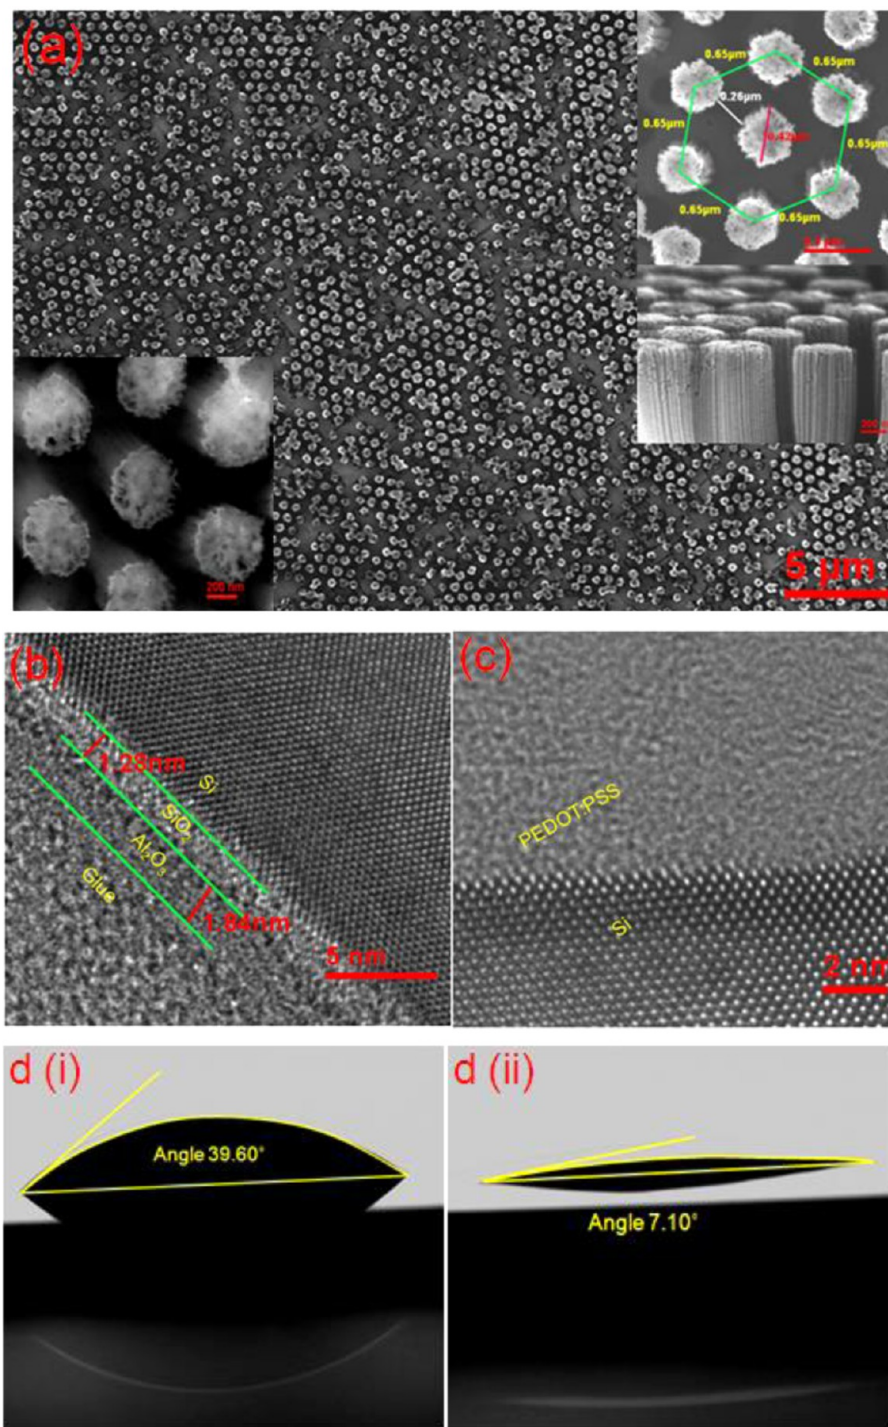 (a)
0.65µm
0.65µm
0.26µm
0.42µm
0.65µm
0.65µm
0.65µm
0.65µm
200 nm
5 µm
(b)
1.28nm
Si
SiO₂
Al₂O₃
Glue
1.84nm
5 nm
(c)
PEDOT:PSS
Si
2 nm
d (i)
Angle 39.60°
d (ii)
Angle 7.10°